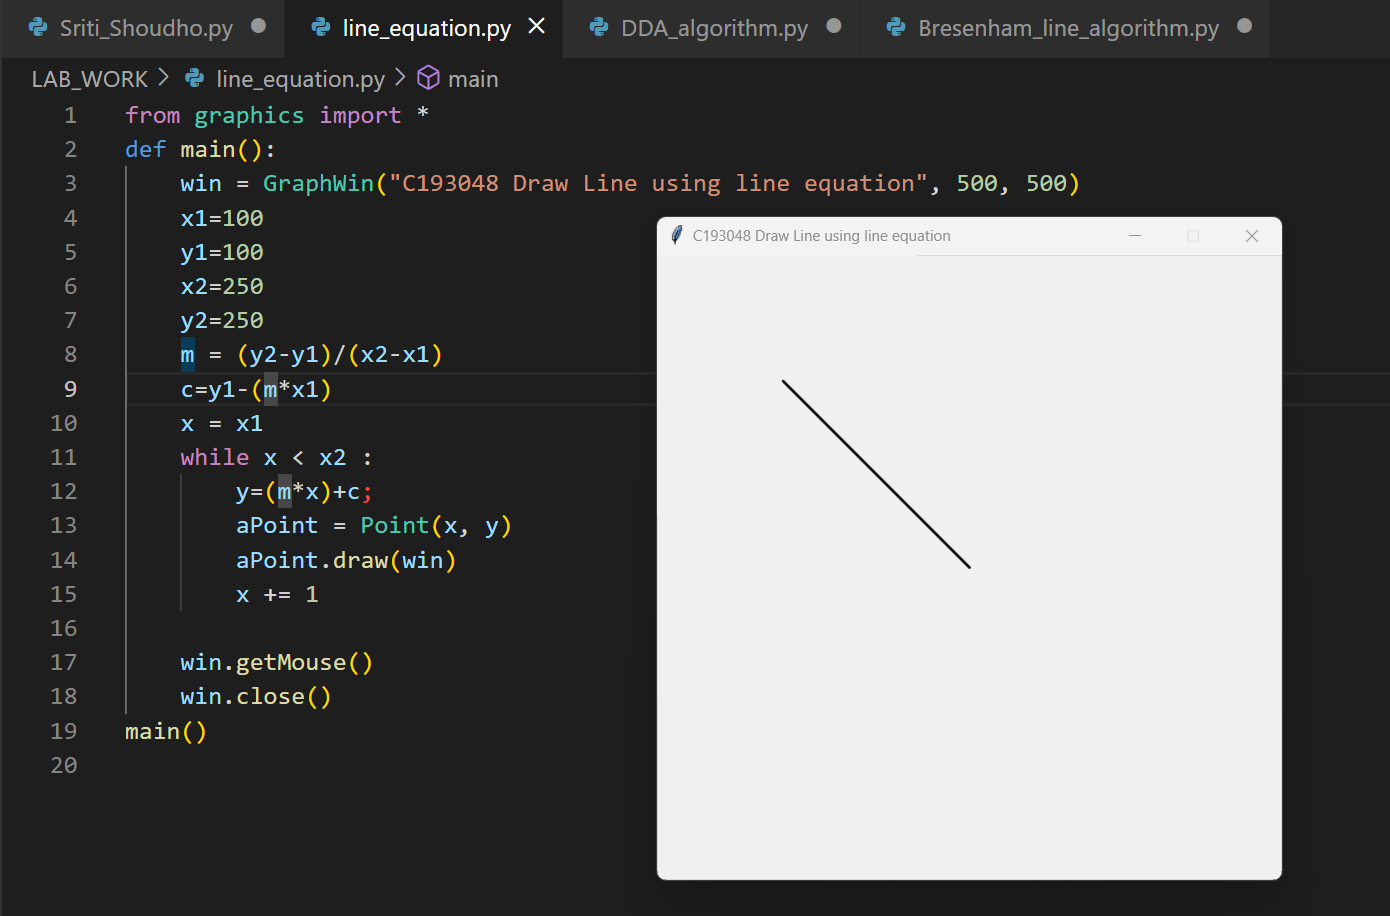 Sriti_Shoudho.py line_equation.py DDA_algorithm.py Bresenham_line_algorithm.py
LAB_WORK > line_equation.py > main
1 from graphics import *
2 def main():
3     win = GraphWin("C193048 Draw Line using line equation", 500, 500)
4     x1=100
C193048 Draw Line using line equation
5     y1=100
6     x2=250
7     y2=250
8     m = (y2-y1)/(x2-x1)
9     c=y1-(m*x1)
10     x = x1
11     while x < x2 :
12         y=(m*x)+c;
13         aPoint = Point(x, y)
14         aPoint.draw(win)
15         x += 1
16
17     win.getMouse()
18     win.close()
19 main()
20